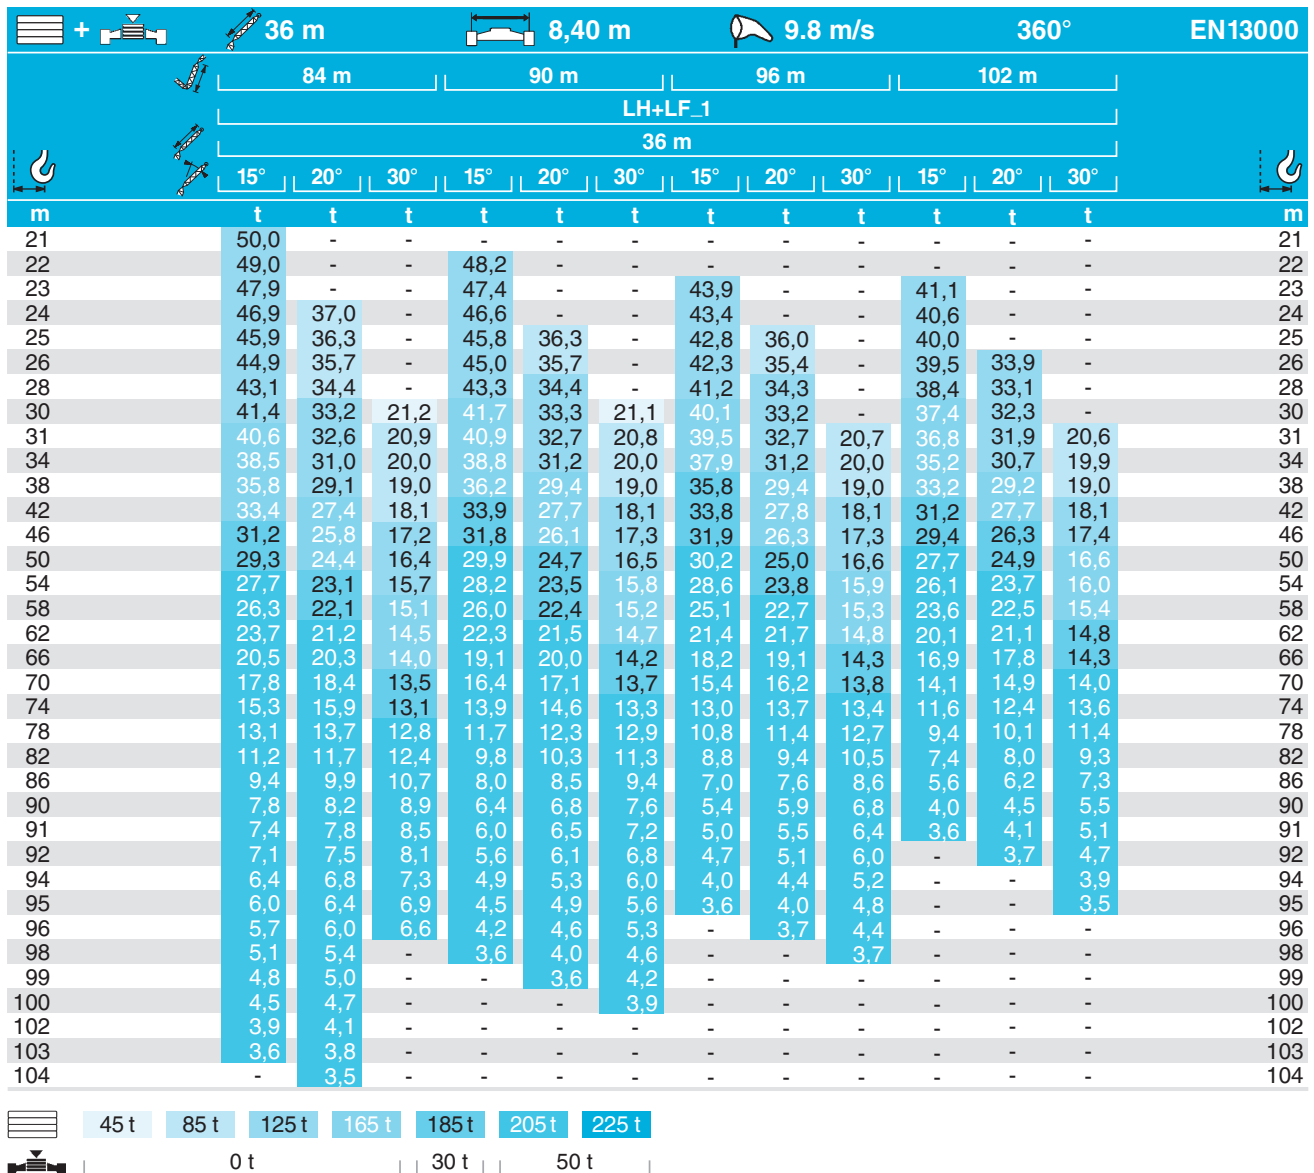 + 36 m 8,40 m 9.8 m/s 360° EN13000
84 m 90 m 96 m 102 m
LH+LF_1
36 m
15° 20° 30° 15° 20° 30° 15° 20° 30° 15° 20° 30°
m t t t t t t t t t t t t m
21 50,0 - - - - - - - - - - - 21
22 49,0 - - 48,2 - - - - - - - - 22
23 47,9 - - 47,4 - - 43,9 - - 41,1 - - 23
24 46,9 37,0 - 46,6 - - 43,4 - - 40,6 - - 24
25 45,9 36,3 - 45,8 36,3 - 42,8 36,0 - 40,0 - - 25
26 44,9 35,7 - 45,0 35,7 - 42,3 35,4 - 39,5 33,9 - 26
28 43,1 34,4 - 43,3 34,4 - 41,2 34,3 - 38,4 33,1 - 28
30 41,4 33,2 21,2 41,7 33,3 21,1 40,1 33,2 - 37,4 32,3 - 30
31 40,6 32,6 20,9 40,9 32,7 20,8 39,5 32,7 20,7 36,8 31,9 20,6 31
34 38,5 31,0 20,0 38,8 31,2 20,0 37,9 31,2 20,0 35,2 30,7 19,9 34
38 35,8 29,1 19,0 36,2 29,4 19,0 35,8 29,4 19,0 33,2 29,2 19,0 38
42 33,4 27,4 18,1 33,9 27,7 18,1 33,8 27,8 18,1 31,2 27,7 18,1 42
46 31,2 25,8 17,2 31,8 26,1 17,3 31,9 26,3 17,3 29,4 26,3 17,4 46
50 29,3 24,4 16,4 29,9 24,7 16,5 30,2 25,0 16,6 27,7 24,9 16,6 50
54 27,7 23,1 15,7 28,2 23,5 15,8 28,6 23,8 15,9 26,1 23,7 16,0 54
58 26,3 22,1 15,1 26,0 22,4 15,2 25,1 22,7 15,3 23,6 22,5 15,4 58
62 23,7 21,2 14,5 22,3 21,5 14,7 21,4 21,7 14,8 20,1 21,1 14,8 62
66 20,5 20,3 14,0 19,1 20,0 14,2 18,2 19,1 14,3 16,9 17,8 14,3 66
70 17,8 18,4 13,5 16,4 17,1 13,7 15,4 16,2 13,8 14,1 14,9 14,0 70
74 15,3 15,9 13,1 13,9 14,6 13,3 13,0 13,7 13,4 11,6 12,4 13,6 74
78 13,1 13,7 12,8 11,7 12,3 12,9 10,8 11,4 12,7 9,4 10,1 11,4 78
82 11,2 11,7 12,4 9,8 10,3 11,3 8,8 9,4 10,5 7,4 8,0 9,3 82
86 9,4 9,9 10,7 8,0 8,5 9,4 7,0 7,6 8,6 5,6 6,2 7,3 86
90 7,8 8,2 8,9 6,4 6,8 7,6 5,4 5,9 6,8 4,0 4,5 5,5 90
91 7,4 7,8 8,5 6,0 6,5 7,2 5,0 5,5 6,4 3,6 4,1 5,1 91
92 7,1 7,5 8,1 5,6 6,1 6,8 4,7 5,1 6,0 - 3,7 4,7 92
94 6,4 6,8 7,3 4,9 5,3 6,0 4,0 4,4 5,2 - - 3,9 94
95 6,0 6,4 6,9 4,5 4,9 5,6 3,6 4,0 4,8 - - 3,5 95
96 5,7 6,0 6,6 4,2 4,6 5,3 - 3,7 4,4 - - - 96
98 5,1 5,4 - 3,6 4,0 4,6 - - 3,7 - - - 98
99 4,8 5,0 - - 3,6 4,2 - - - - - - 99
100 4,5 4,7 - - - 3,9 - - - - - - 100
102 3,9 4,1 - - - - - - - - - - 102
103 3,6 3,8 - - - - - - - - - - 103
104 - 3,5 - - - - - - - - - - 104
45 t 85 t 125 t 165 t 185 t 205 t 225 t
0 t 30 t 50 t